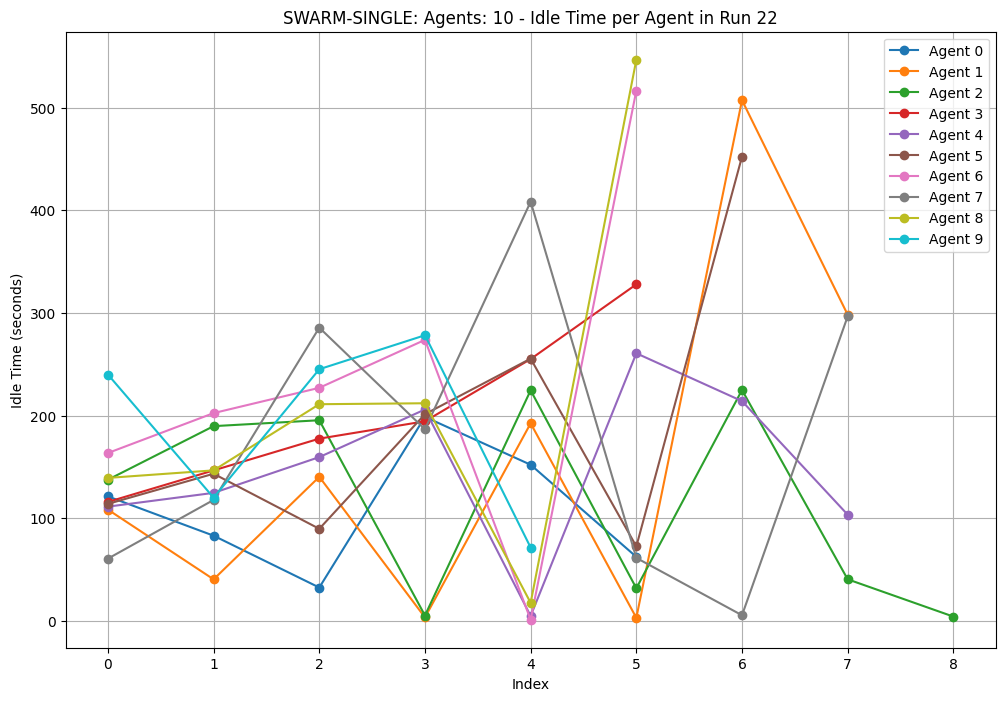 SWARM-SINGLE: Agents: 10 - Idle Time per Agent in Run 22
Idle Time (seconds)
500
400
300
200
100
0
0 1 2 3 4 5 6 7 8
Index
Agent 0
Agent 1
Agent 2
Agent 3
Agent 4
Agent 5
Agent 6
Agent 7
Agent 8
Agent 9